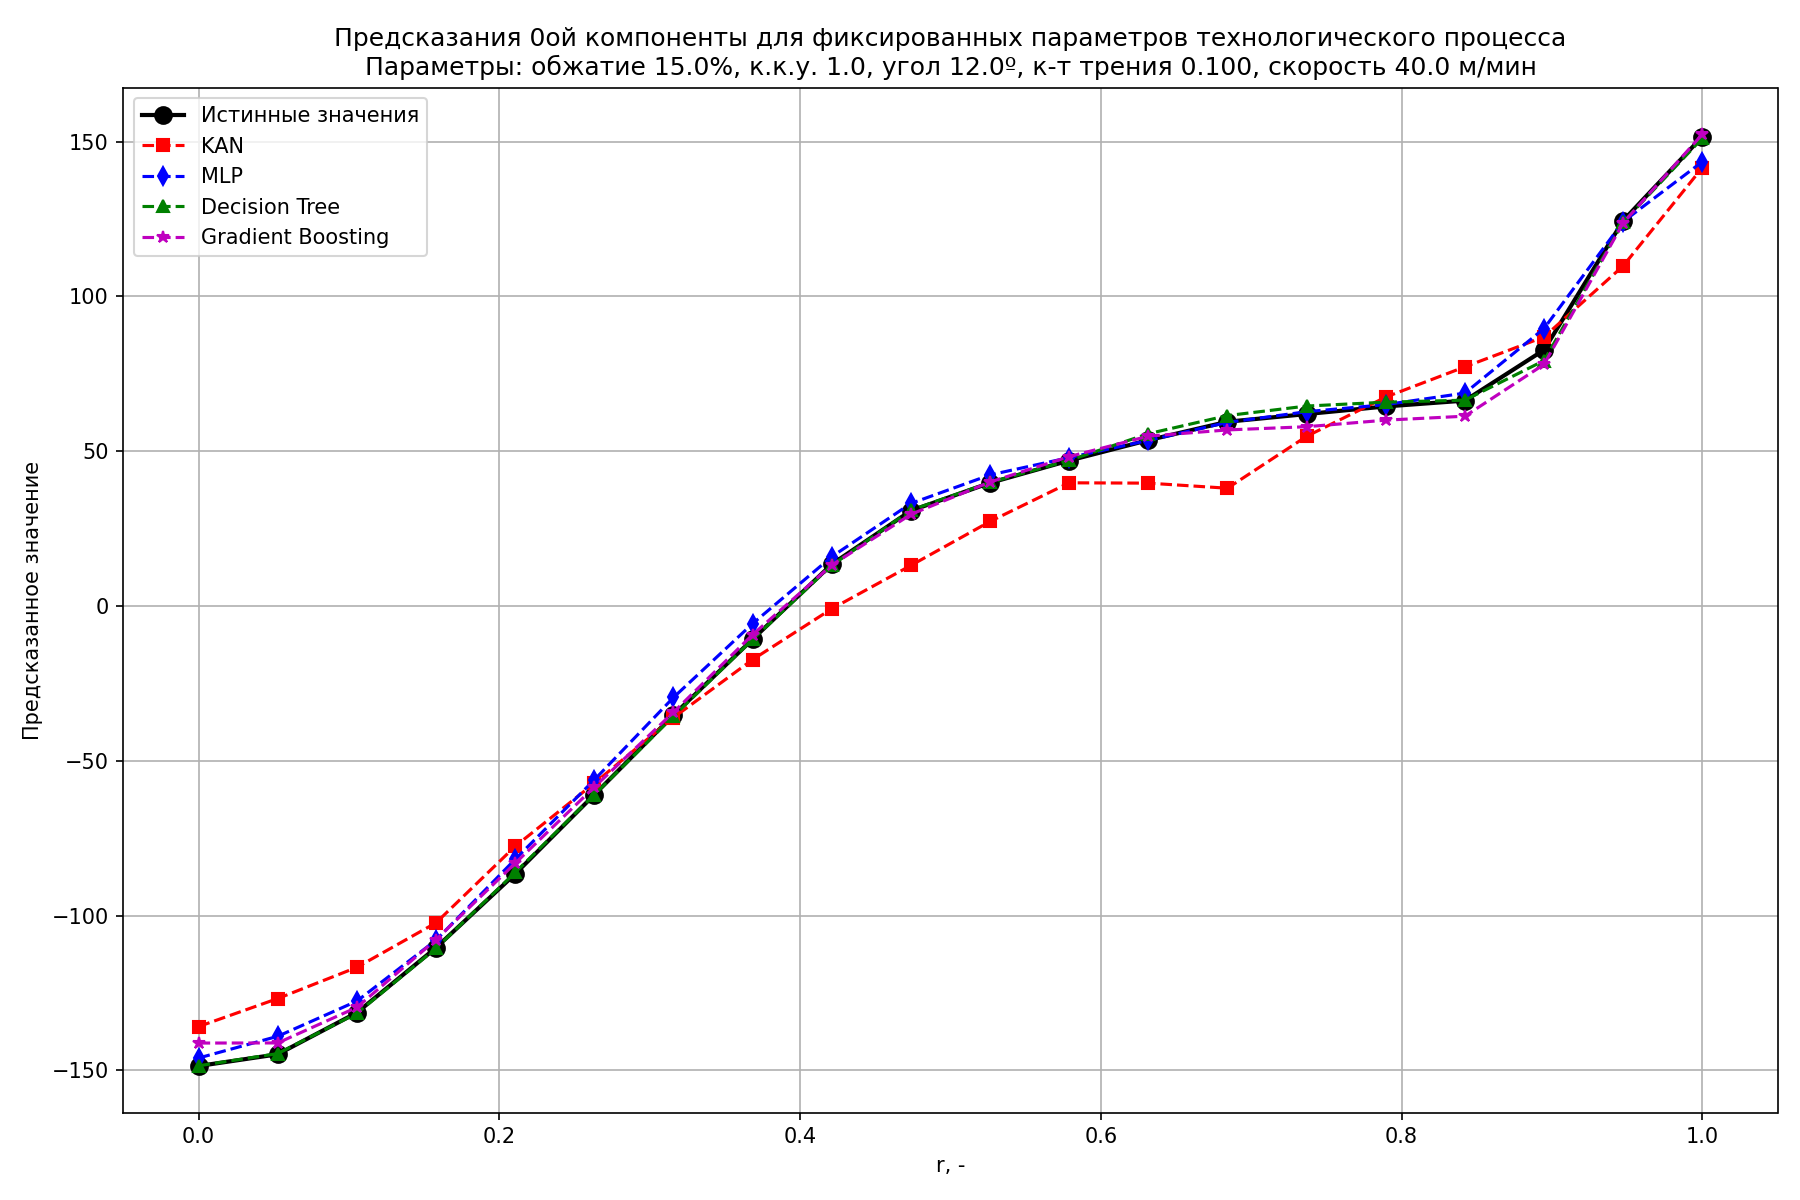 Предсказания 0ой компоненты для фиксированных параметров технологического процесса
Параметры: обжатие 15.0%, к.к.у. 1.0, угол 12.0º, к-т трения 0.100, скорость 40.0 м/мин
Истинные значения
KAN
MLP
Decision Tree
Gradient Boosting
Предсказанное значение
150
100
50
0
−50
−100
−150
0.0
0.2
0.4
0.6
0.8
1.0
r, -